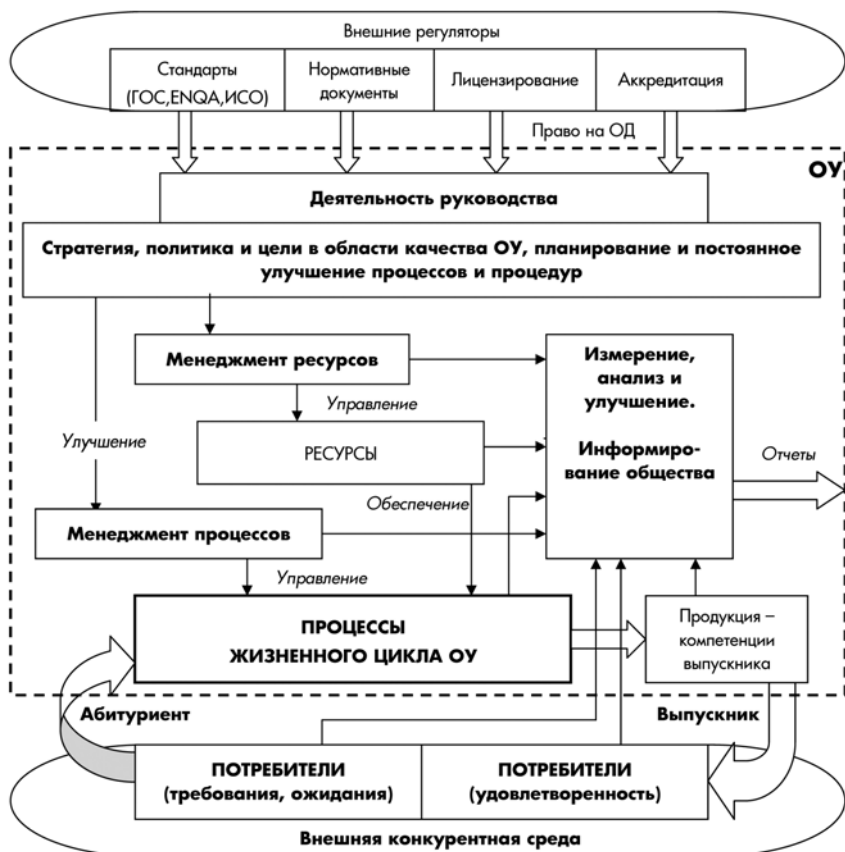 Внешние регуляторы
Стандарты
(ГОС,ENQA,ИСО)
Нормативные
документы
Лицензирование
Аккредитация
Право на ОД
ОУ
Деятельность руководства
Стратегия, политика и цели в области качества ОУ, планирование и постоянное
улучшение процессов и процедур
Менеджмент ресурсов
Измерение,
анализ и
улучшение.
Информиро-
вание общества
Управление
Улучшение
РЕСУРСЫ
Отчеты
Обеспечение
Менеджмент процессов
Управление
ПРОЦЕССЫ
ЖИЗНЕННОГО ЦИКЛА ОУ
Продукция –
компетенции
выпускника
Абитуриент
Выпускник
ПОТРЕБИТЕЛИ
(требования, ожидания)
ПОТРЕБИТЕЛИ
(удовлетворенность)
Внешняя конкурентная среда